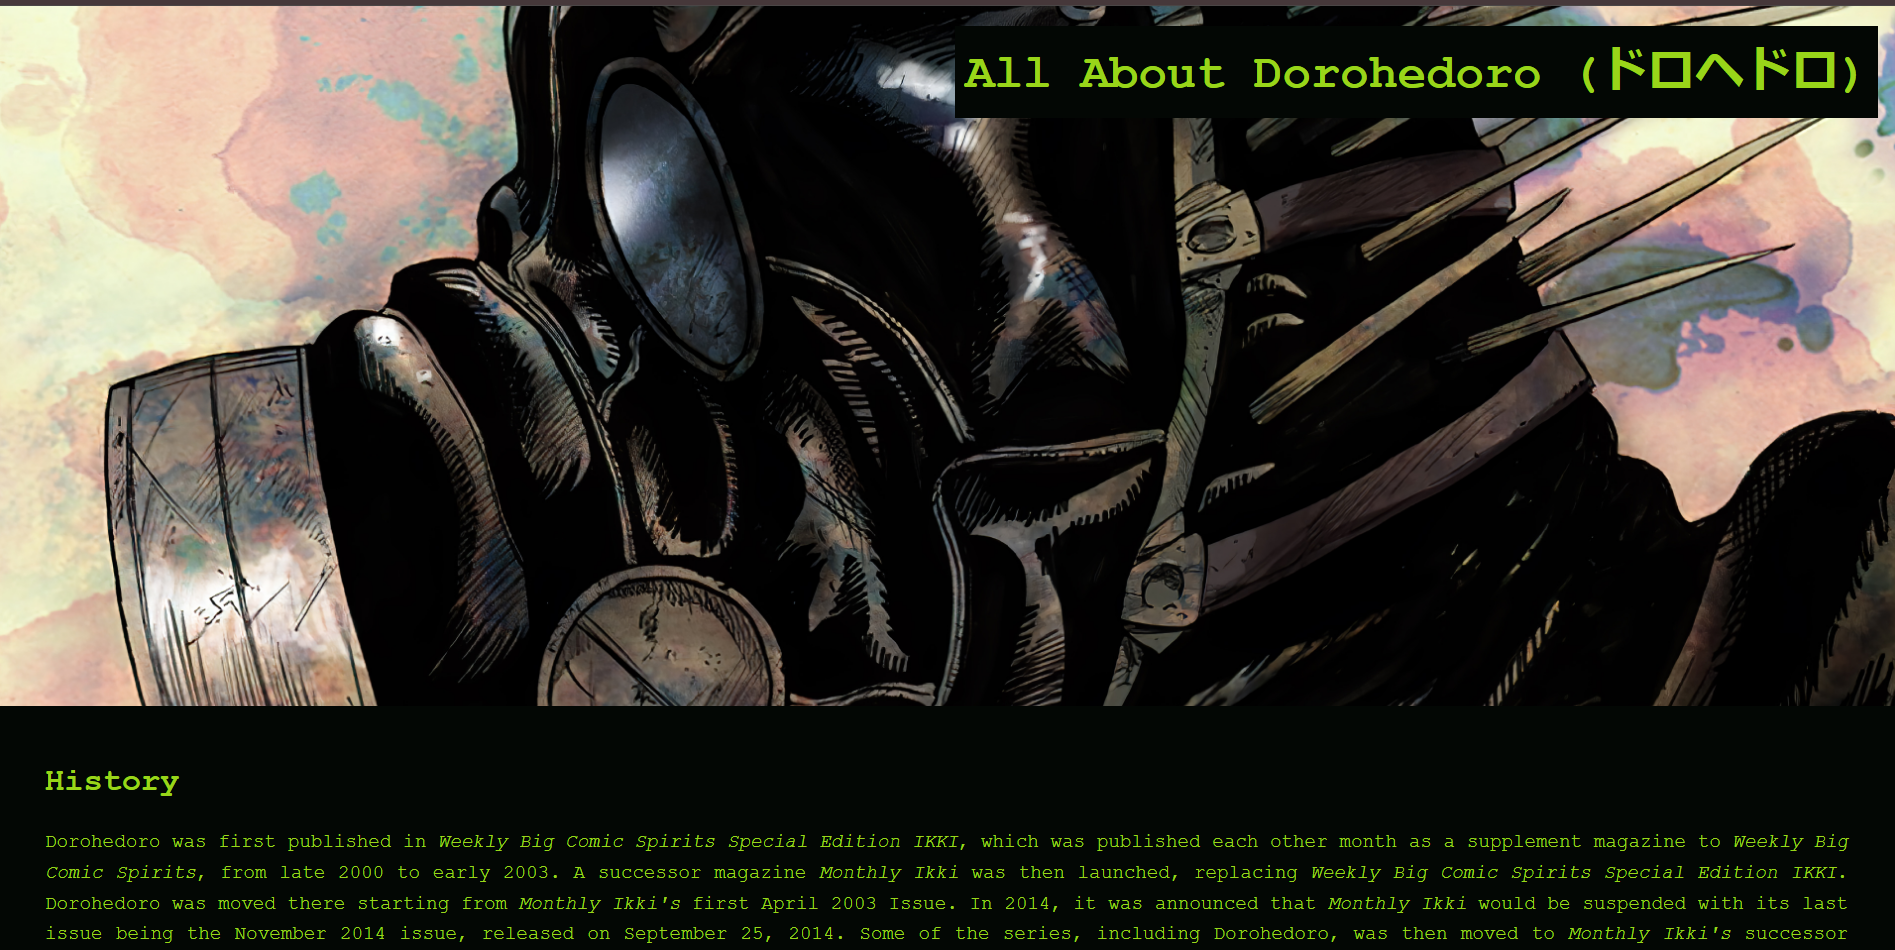 All About Dorohedoro (ドロヘドロ)
History
Dorohedoro was first published in Weekly Big Comic Spirits Special Edition IKKI, which was published each other month as a supplement magazine to Weekly Big
Comic Spirits, from late 2000 to early 2003. A successor magazine Monthly Ikki was then launched, replacing Weekly Big Comic Spirits Special Edition IKKI.
Dorohedoro was moved there starting from Monthly Ikki's first April 2003 Issue. In 2014, it was announced that Monthly Ikki would be suspended with its last
issue being the November 2014 issue, released on September 25, 2014. Some of the series, including Dorohedoro, was then moved to Monthly Ikki's successor